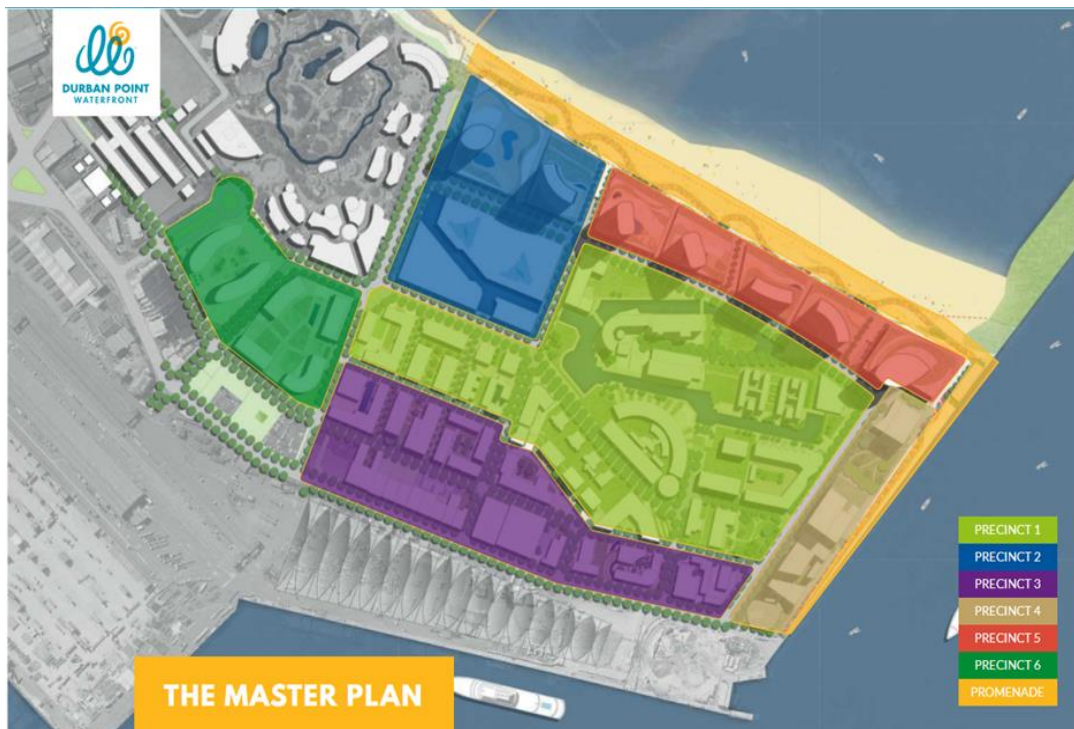 DURBAN POINT
WATERFRONT
PRECINCT 1
PRECINCT 2
PRECINCT 3
PRECINCT 4
PRECINCT 5
PRECINCT 6
PROMENADE
THE MASTER PLAN